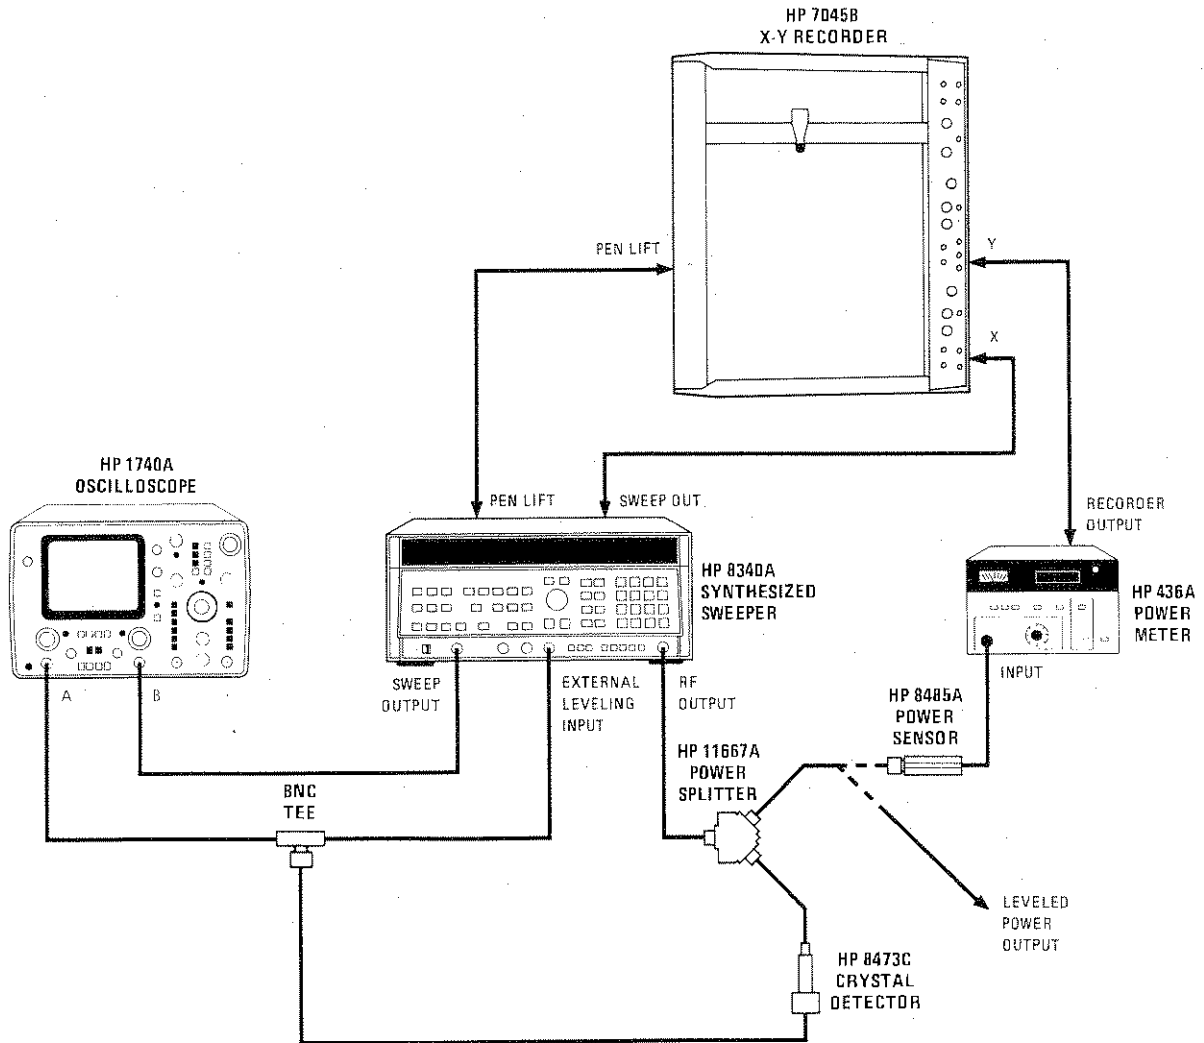 HP 7045B
X-Y RECORDER
PEN LIFT
Y
X
HP 1740A
OSCILLOSCOPE
PEN LIFT
SWEEP OUT.
RECORDER
OUTPUT
HP 8340A
SYNTHESIZED
SWEEPER
HP 436A
POWER
METER
A
B
SWEEP
OUTPUT
EXTERNAL
LEVELING
INPUT
RF
OUTPUT
INPUT
HP 8485A
POWER
SENSOR
HP 11667A
POWER
SPLITTER
BNC
TEE
LEVELED
POWER
OUTPUT
HP 8473C
CRYSTAL
DETECTOR